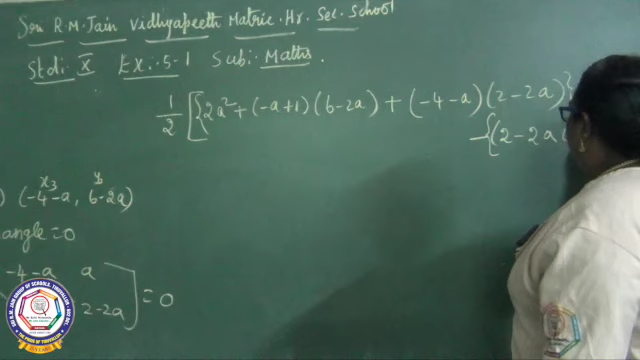 Sri R.M. Jain Vidhyapeeth Matric. Hr. Sec. School
Std: X Ex: 5-1 Sub: Maths.
1/2 [{2a² + (-a+1)(6-2a) + (-4-a)(2-2a)}
-{(2-2a)
x3 y3
(-4-a, 6-2a)
angle = 0
-4-a a
2-2a ] = 0